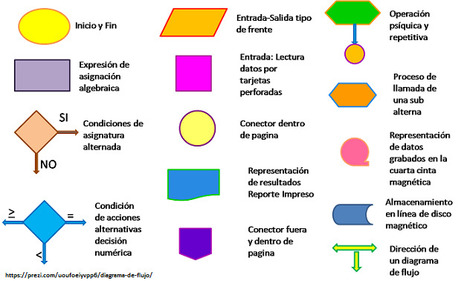 Inicio y Fin
Expresión de
asignación
algebraica
SI
Condiciones de
asignatura
alternada
NO
≥
=
<
Condición
de acciones
alternativas
decisión
numérica
https://prezi.com/uoufoeiyvpp6/diagrama-de-flujo/
Entrada-Salida tipo
de frente
Entrada: Lectura
datos por
tarjetas
perforadas
Conector dentro
de pagina
Representación
de resultados
Reporte Impreso
Conector fuera
y dentro de
pagina
Operación
psíquica y
repetitiva
Proceso de
llamada de
una sub
alterna
Representación
de datos
grabados en la
cuarta cinta
magnética
Almacenamiento
en línea de disco
magnético
Dirección de
un diagrama
de flujo